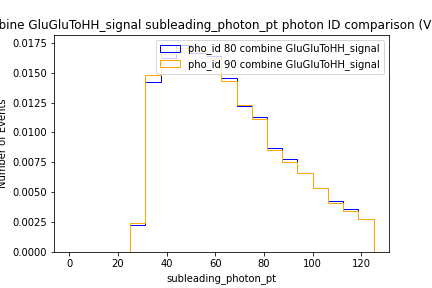 bine GluGluToHH_signal subleading_photon_pt photon ID comparison (V
pho_id 80 combine GluGluToHH_signal
pho_id 90 combine GluGluToHH_signal
Number of Events
0.0175
0.0150
0.0125
0.0100
0.0075
0.0050
0.0025
0.0000
0 20 40 60 80 100 120
subleading_photon_pt